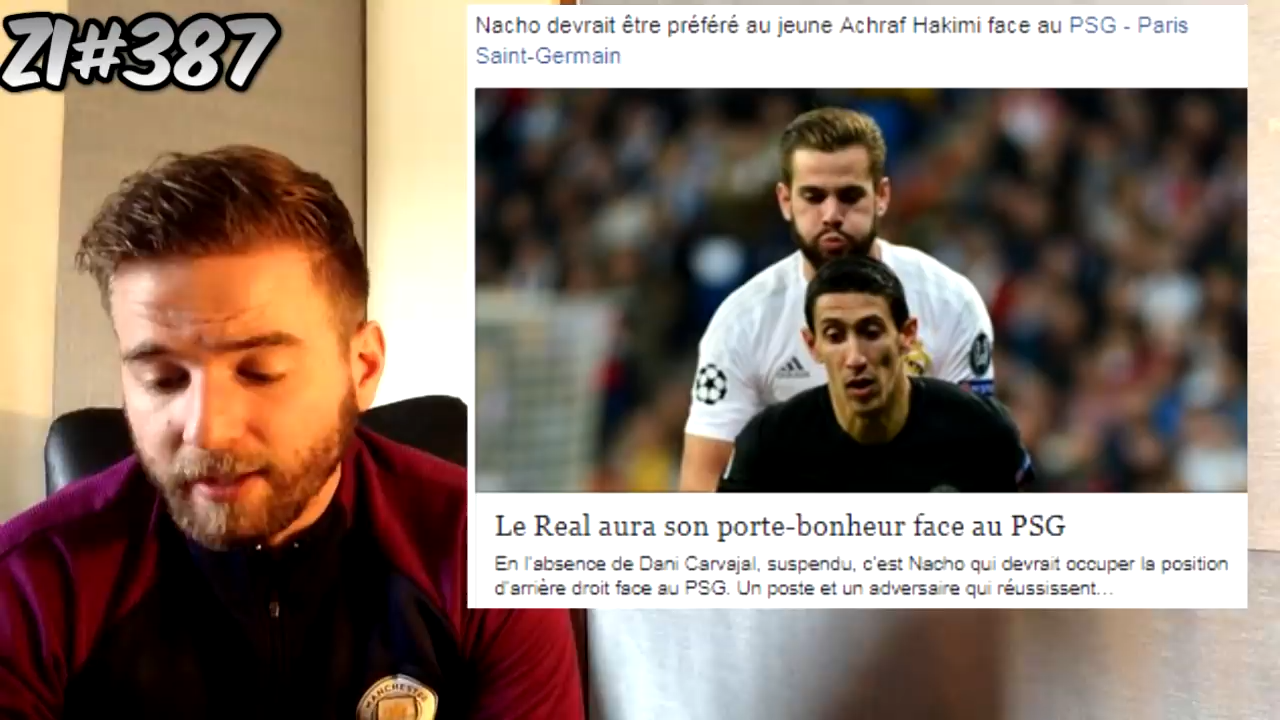 ZI#387
Nacho devrait être préféré au jeune Achraf Hakimi face au PSG - Paris
Saint-Germain
Le Real aura son porte-bonheur face au PSG
En l'absence de Dani Carvajal, suspendu, c'est Nacho qui devrait occuper la position
d'arrière droit face au PSG. Un poste et un adversaire qui réussissent...
MANCHESTER